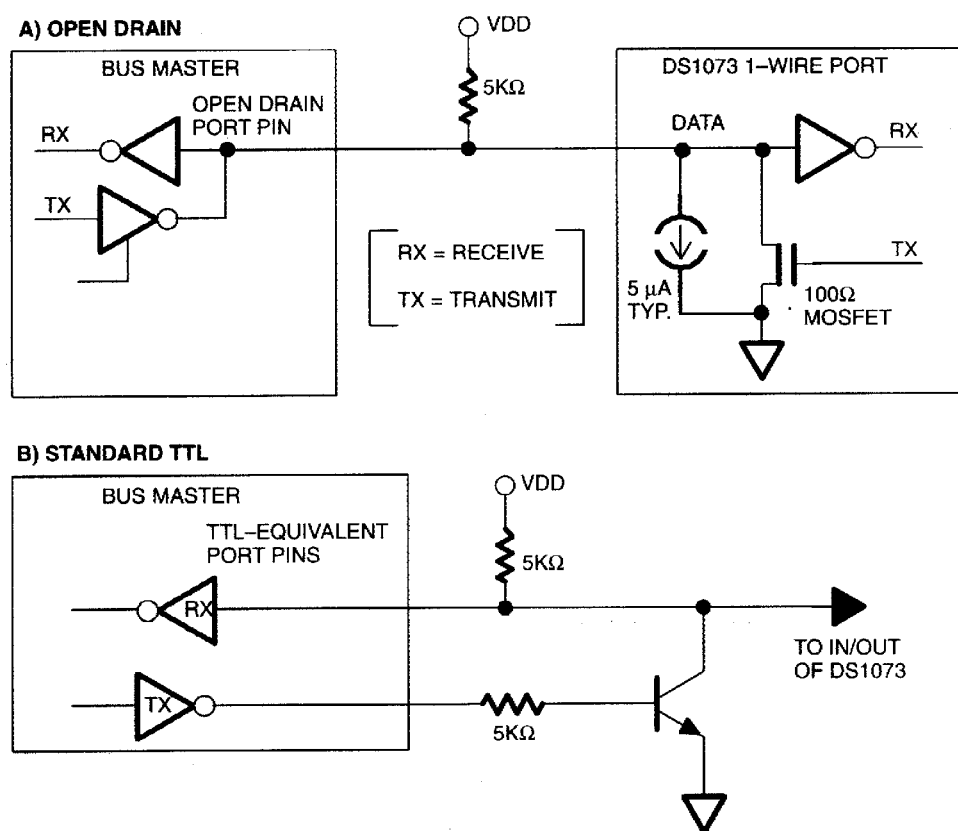 A) OPEN DRAIN
VDD
BUS MASTER
5KΩ
DS1073 1–WIRE PORT
OPEN DRAIN
PORT PIN
RX
DATA
RX
TX
RX = RECEIVE
TX = TRANSMIT
TX
5 µA
TYP.
100Ω
MOSFET
B) STANDARD TTL
BUS MASTER
VDD
TTL–EQUIVALENT
PORT PINS
5KΩ
RX
TO IN/OUT
OF DS1073
TX
5KΩ